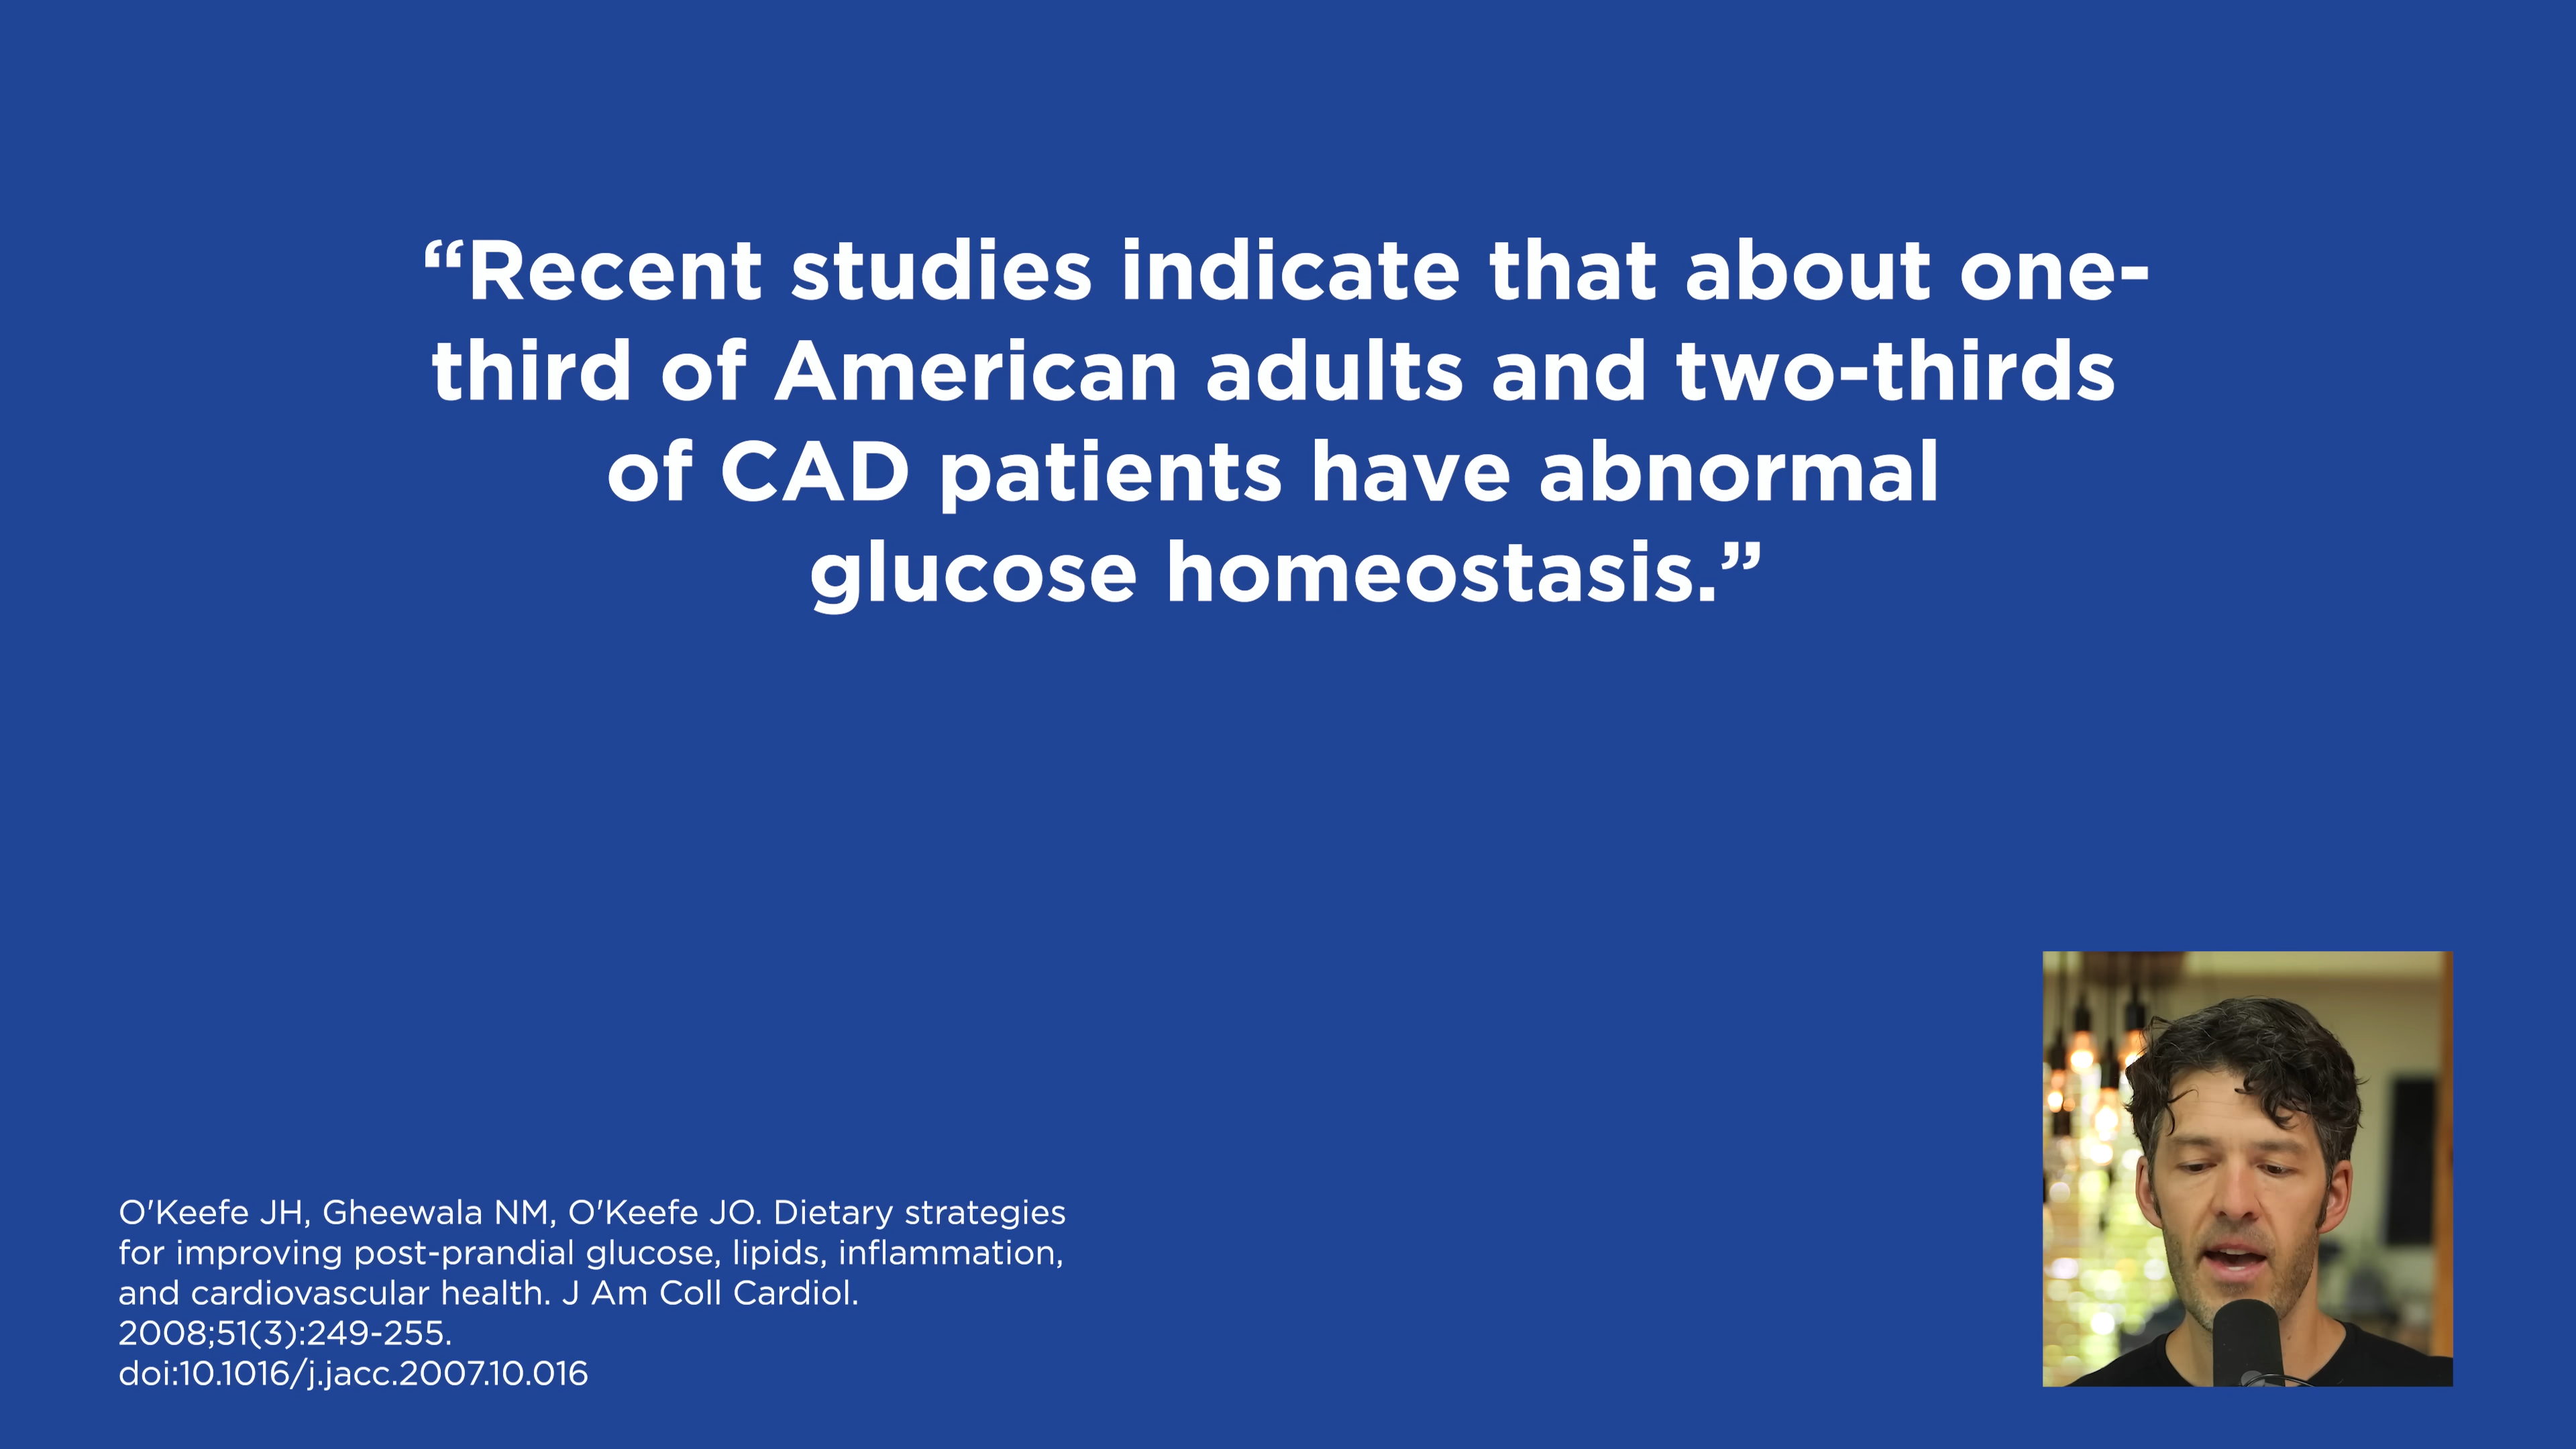 “Recent studies indicate that about one-
third of American adults and two-thirds
of CAD patients have abnormal
glucose homeostasis.”
O'Keefe JH, Gheewala NM, O'Keefe JO. Dietary strategies
for improving post-prandial glucose, lipids, inflammation,
and cardiovascular health. J Am Coll Cardiol.
2008;51(3):249-255.
doi:10.1016/j.jacc.2007.10.016